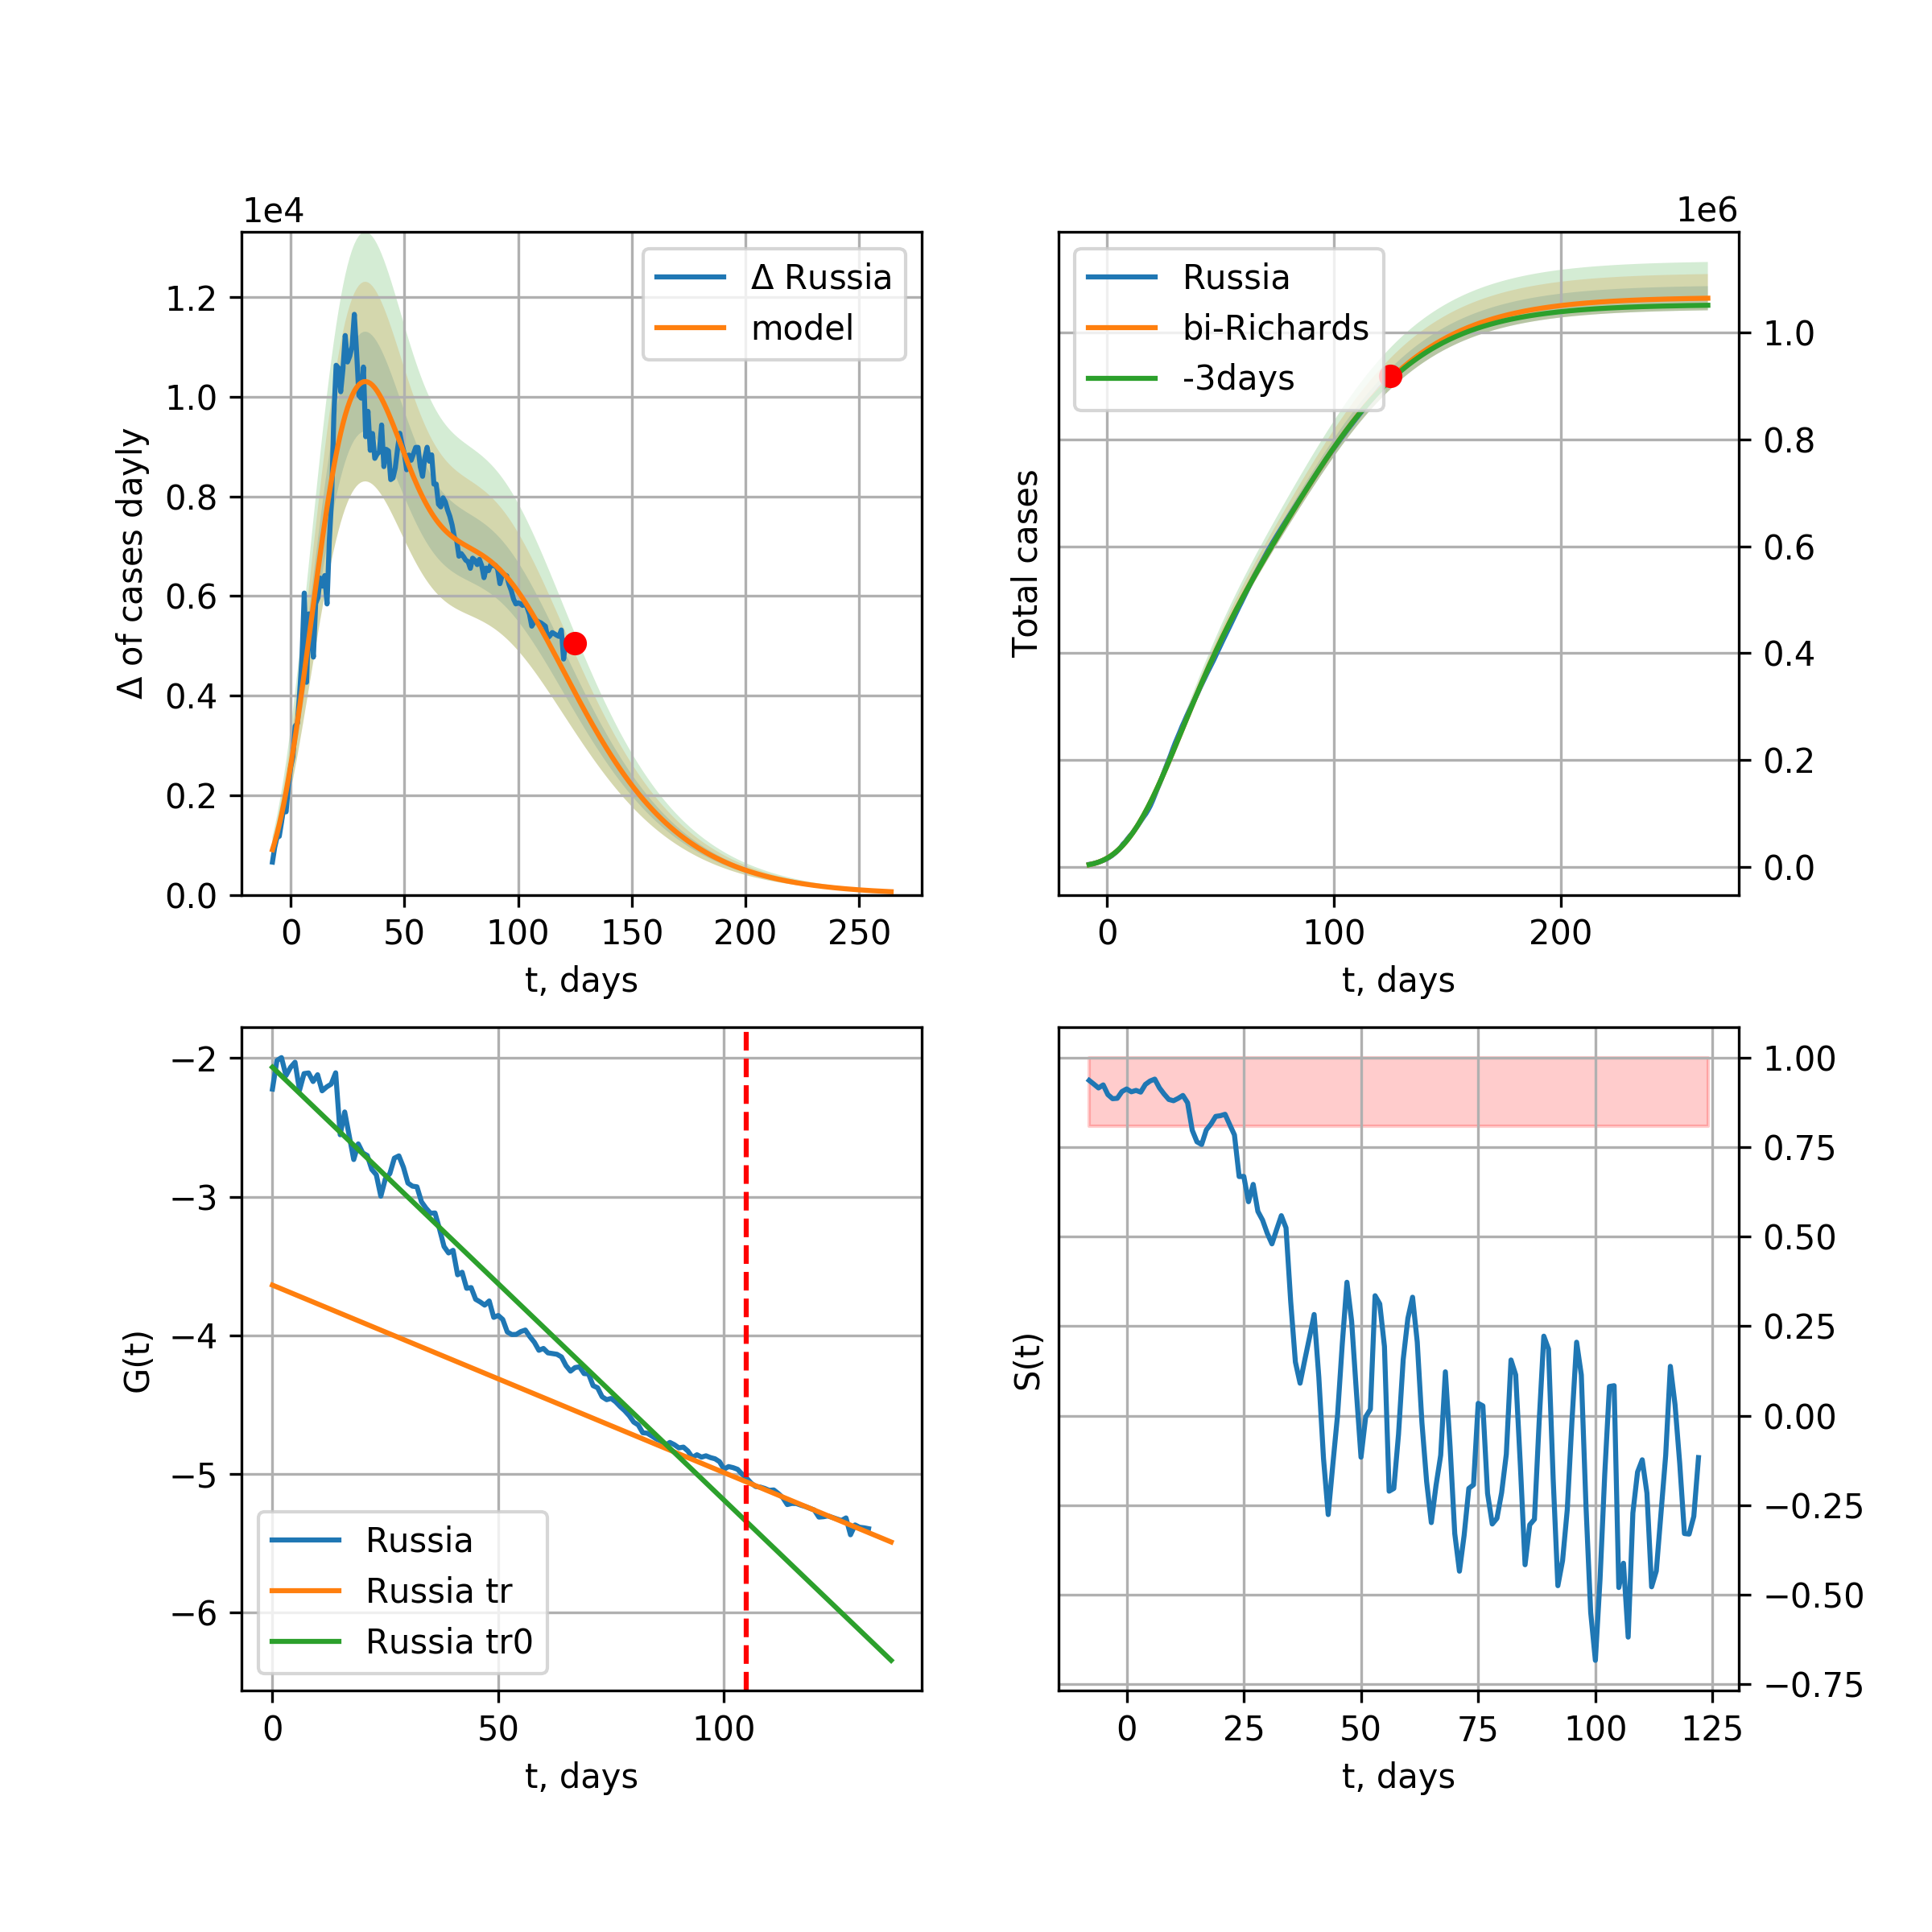 1e4
Δ of cases dayly
1.2
1.0
0.8
0.6
0.4
0.2
0.0
Δ Russia
model
0 50 100 150 200 250
t, days
1e6
Total cases
Russia
bi-Richards
-3days
1.0
0.8
0.6
0.4
0.2
0.0
0 100 200
t, days
G(t)
−2
−3
−4
−5
−6
Russia
Russia tr
Russia tr0
0 50 100
t, days
S(t)
1.00
0.75
0.50
0.25
0.00
−0.25
−0.50
−0.75
0 25 50 75 100 125
t, days